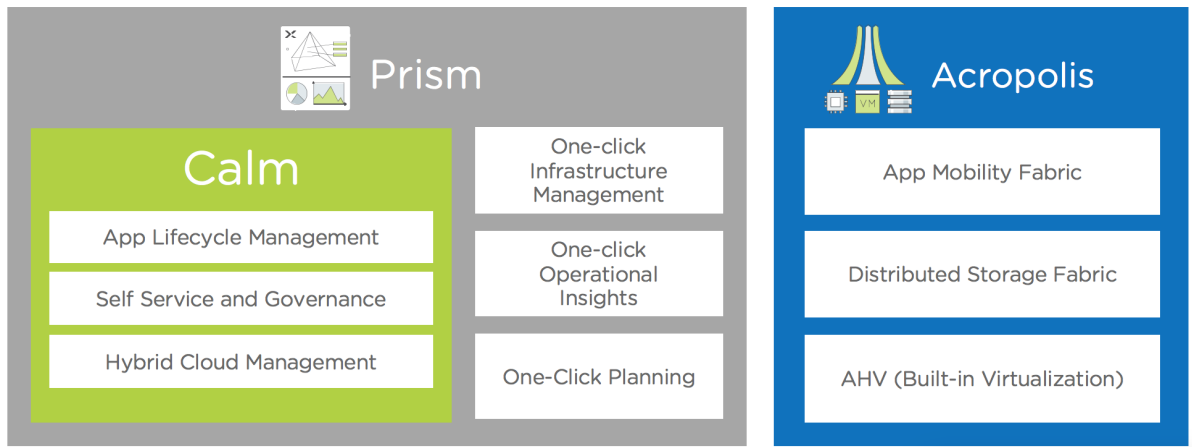 Prism
Calm
App Lifecycle Management
Self Service and Governance
Hybrid Cloud Management
One-click
Infrastructure
Management
One-click
Operational
Insights
One-Click Planning
Acropolis
VM
App Mobility Fabric
Distributed Storage Fabric
AHV (Built-in Virtualization)